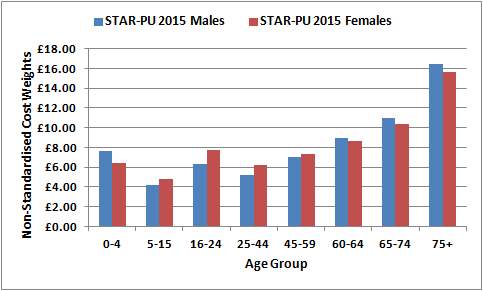 STAR-PU 2015 Males STAR-PU 2015 Females
Non-Standardised Cost Weights
£18.00
£16.00
£14.00
£12.00
£10.00
£8.00
£6.00
£4.00
£2.00
£0.00
0-4 5-15 16-24 25-44 45-59 60-64 65-74 75+
Age Group